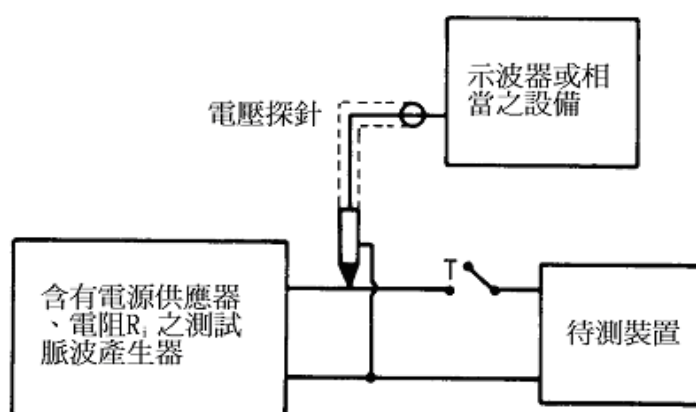 示波器或相
當之設備
電壓探針
T
含有電源供應器
、電阻Rᵢ 之測試
脈波產生器
待測裝置